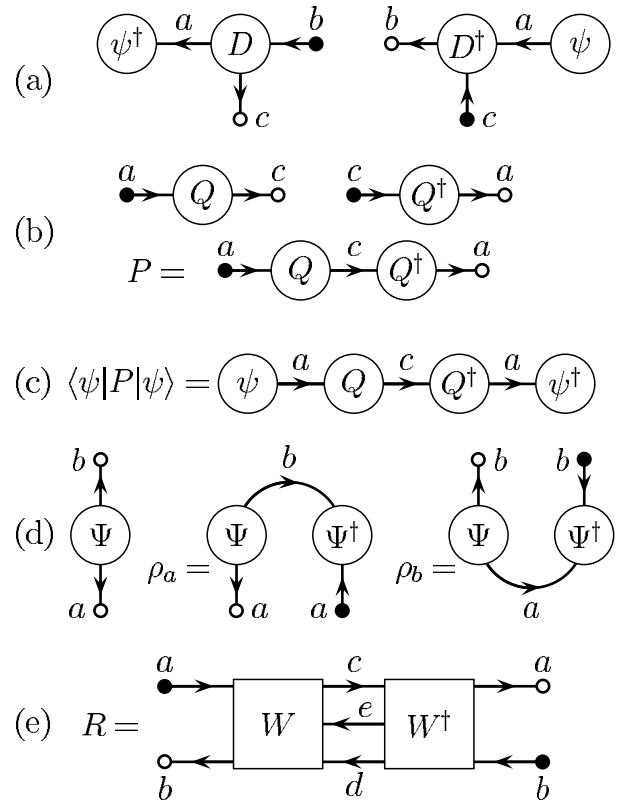 ψ† a D b c b D† a ψ c
(a)
a Q c c Q† a
(b)
P = a Q c Q† a
(c) ⟨ψ|P|ψ⟩ = ψ a Q c Q† a ψ†
b b b b
(d) Ψ Ψ Ψ† Ψ Ψ†
ρa = ρb =
a a a a
a c a
(e) R = W e W†
b d b